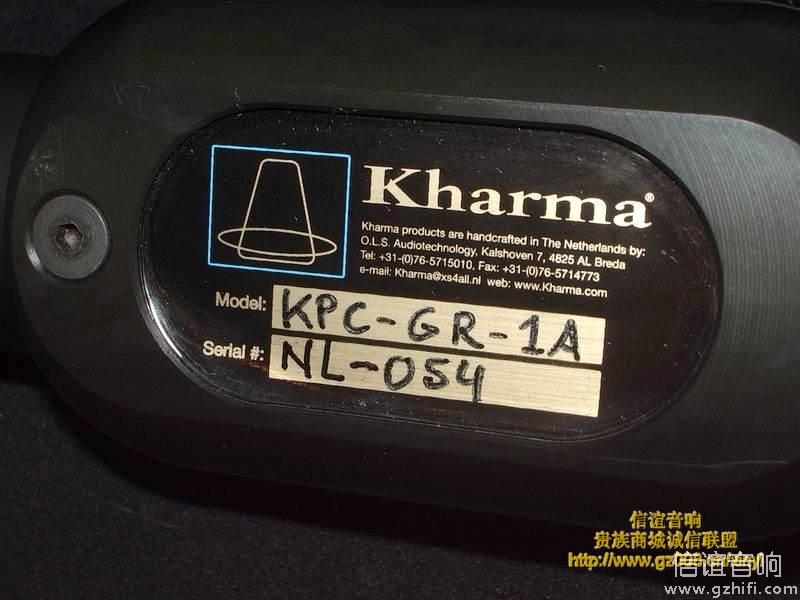 Kharma®
Kharma products are handcrafted in The Netherlands by:
O.L.S. Audiotechnology, Kalshoven 7, 4825 AL Breda
Tel: +31-(0)76-5715010, Fax: +31-(0)76-5714773
e-mail: Kharma@xs4all.nl web: www.Kharma.com
Model: KPC-GR-1A
Serial #: NL-054
信谊音响
贵族商城诚信联盟
信谊音响
www.gzhifi.com